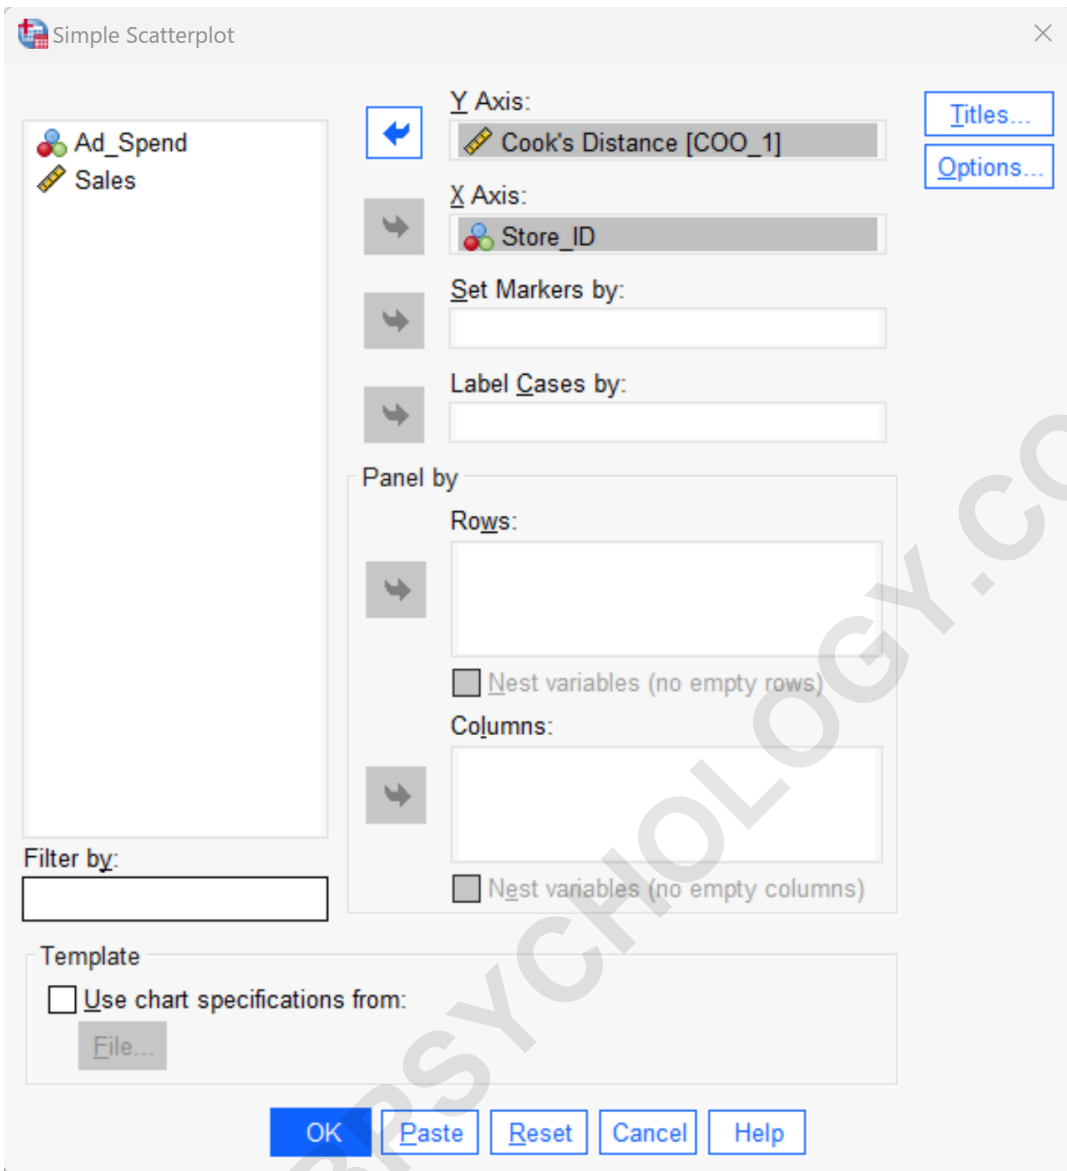 Simple Scatterplot
Ad_Spend
Sales
Y Axis:
Cook's Distance [COO_1]
X Axis:
Store_ID
Set Markers by:
Label Cases by:
Panel by
Rows:
Nest variables (no empty rows)
Columns:
Nest variables (no empty columns)
Titles...
Options...
Filter by:
Template
Use chart specifications from:
File...
OK
Paste
Reset
Cancel
Help
BPSYCHOLOGY.CO